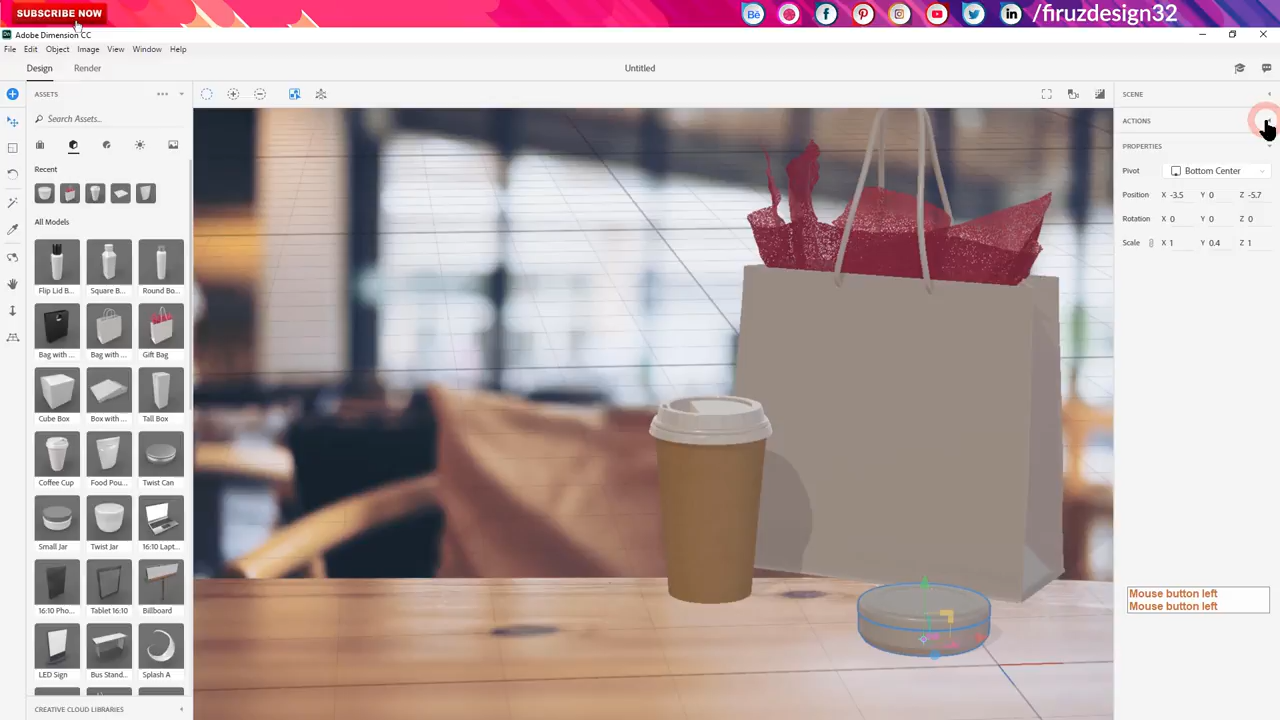 SUBSCRIBE NOW
/firuzdesign32
Dn Adobe Dimension CC
File Edit Object Image View Window Help
Design Render Untitled
ASSETS
Search Assets...
Recent
All Models
Flip Lid B... Square B... Round Bo...
Bag with ... Bag with ... Gift Bag
Cube Box Box with ... Tall Box
Coffee Cup Food Pou... Twist Can
Small Jar Twist Jar 16:10 Lapt...
16:10 Pho... Tablet 16:10 Billboard
LED Sign Bus Stand... Splash A
CREATIVE CLOUD LIBRARIES
SCENE
ACTIONS
PROPERTIES
Pivot Bottom Center
Position X -3.5 Y 0 Z -5.7
Rotation X 0 Y 0 Z 0
Scale X 1 Y 0.4 Z 1
Mouse button left
Mouse button left